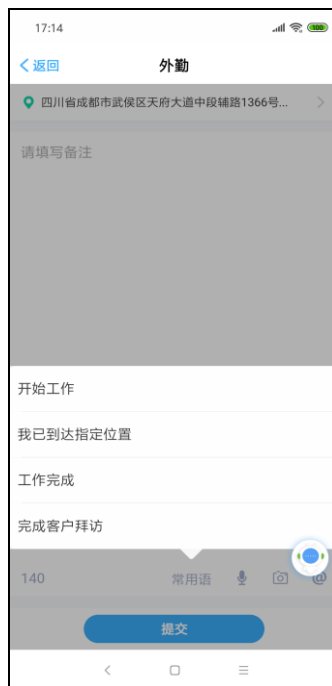 17:14
100
返回
外勤
四川省成都市武侯区天府大道中段辅路1366号...
请填写备注
开始工作
我已到达指定位置
工作完成
完成客户拜访
140
常用语
@
提交